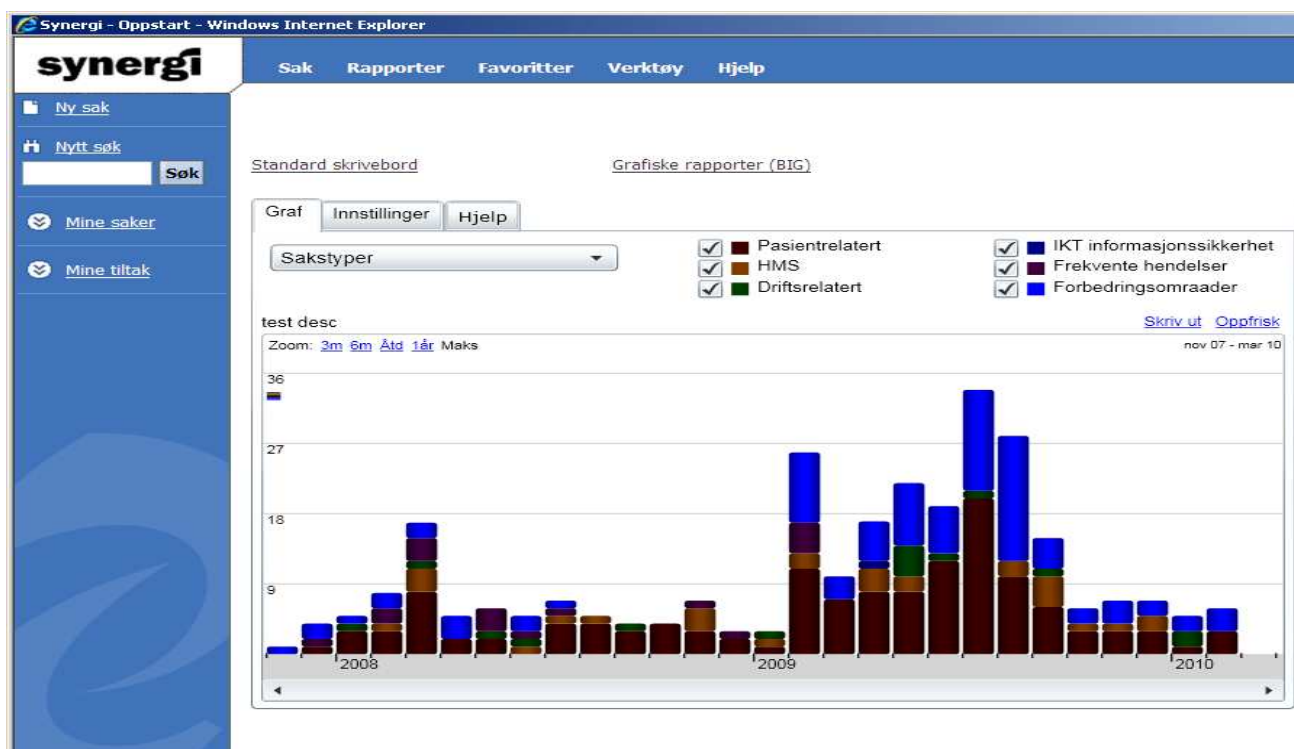 Synergi - Oppstart - Windows Internet Explorer
synergi
Sak Rapporter Favoritter Verktøy Hjelp
Ny sak
Nytt søk
Søk
Mine saker
Mine tiltak
Standard skrivebord Grafiske rapporter (BIG)
Graf Innstillinger Hjelp
Sakstyper
Pasientrelatert
HMS
Driftsrelatert
IKT informasjonssikkerhet
Frekvente hendelser
Forbedringsomraader
test desc
Skriv ut Oppfrisk
Zoom: 3m 6m Åtd 1år Maks
nov 07 - mar 10
36
27
18
9
2008 2009 2010